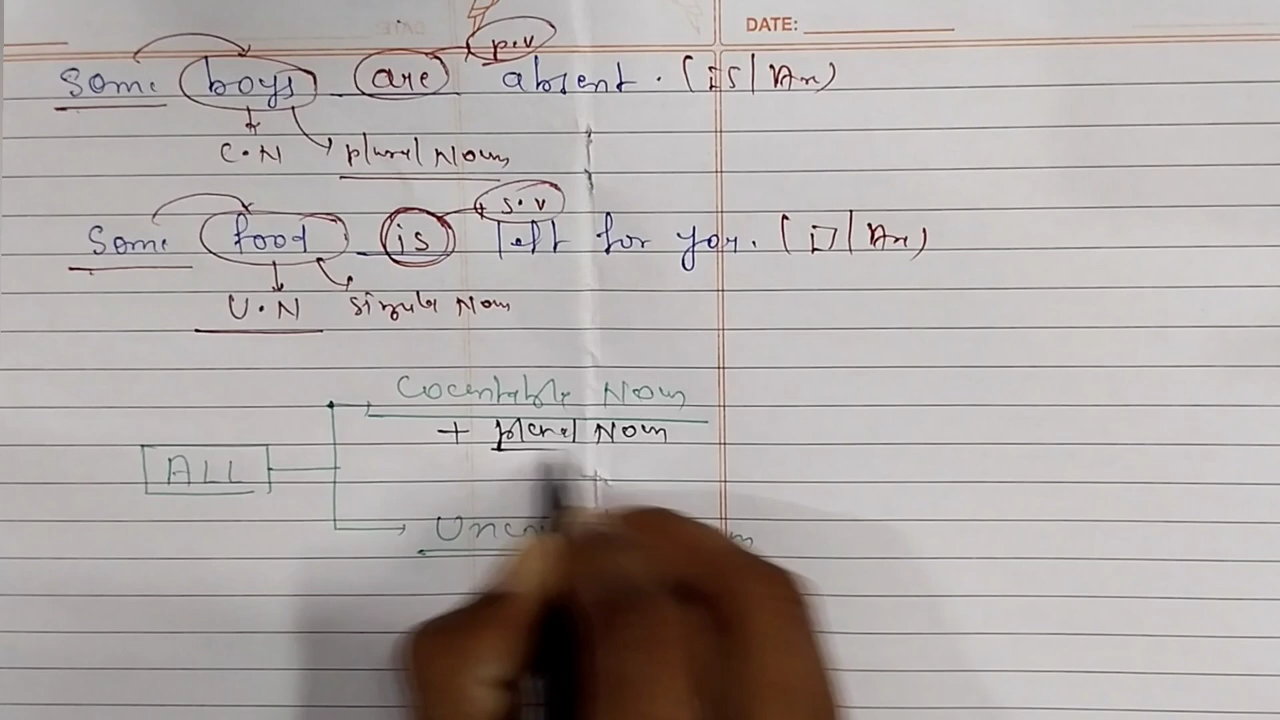 DATE:
p.v
Some boys are absent. (is/Are)
C.N plural Noun
s.v
Some food is left for you. (is/Are)
U.N singular Noun
Countable Noun
+ plural Noun
ALL